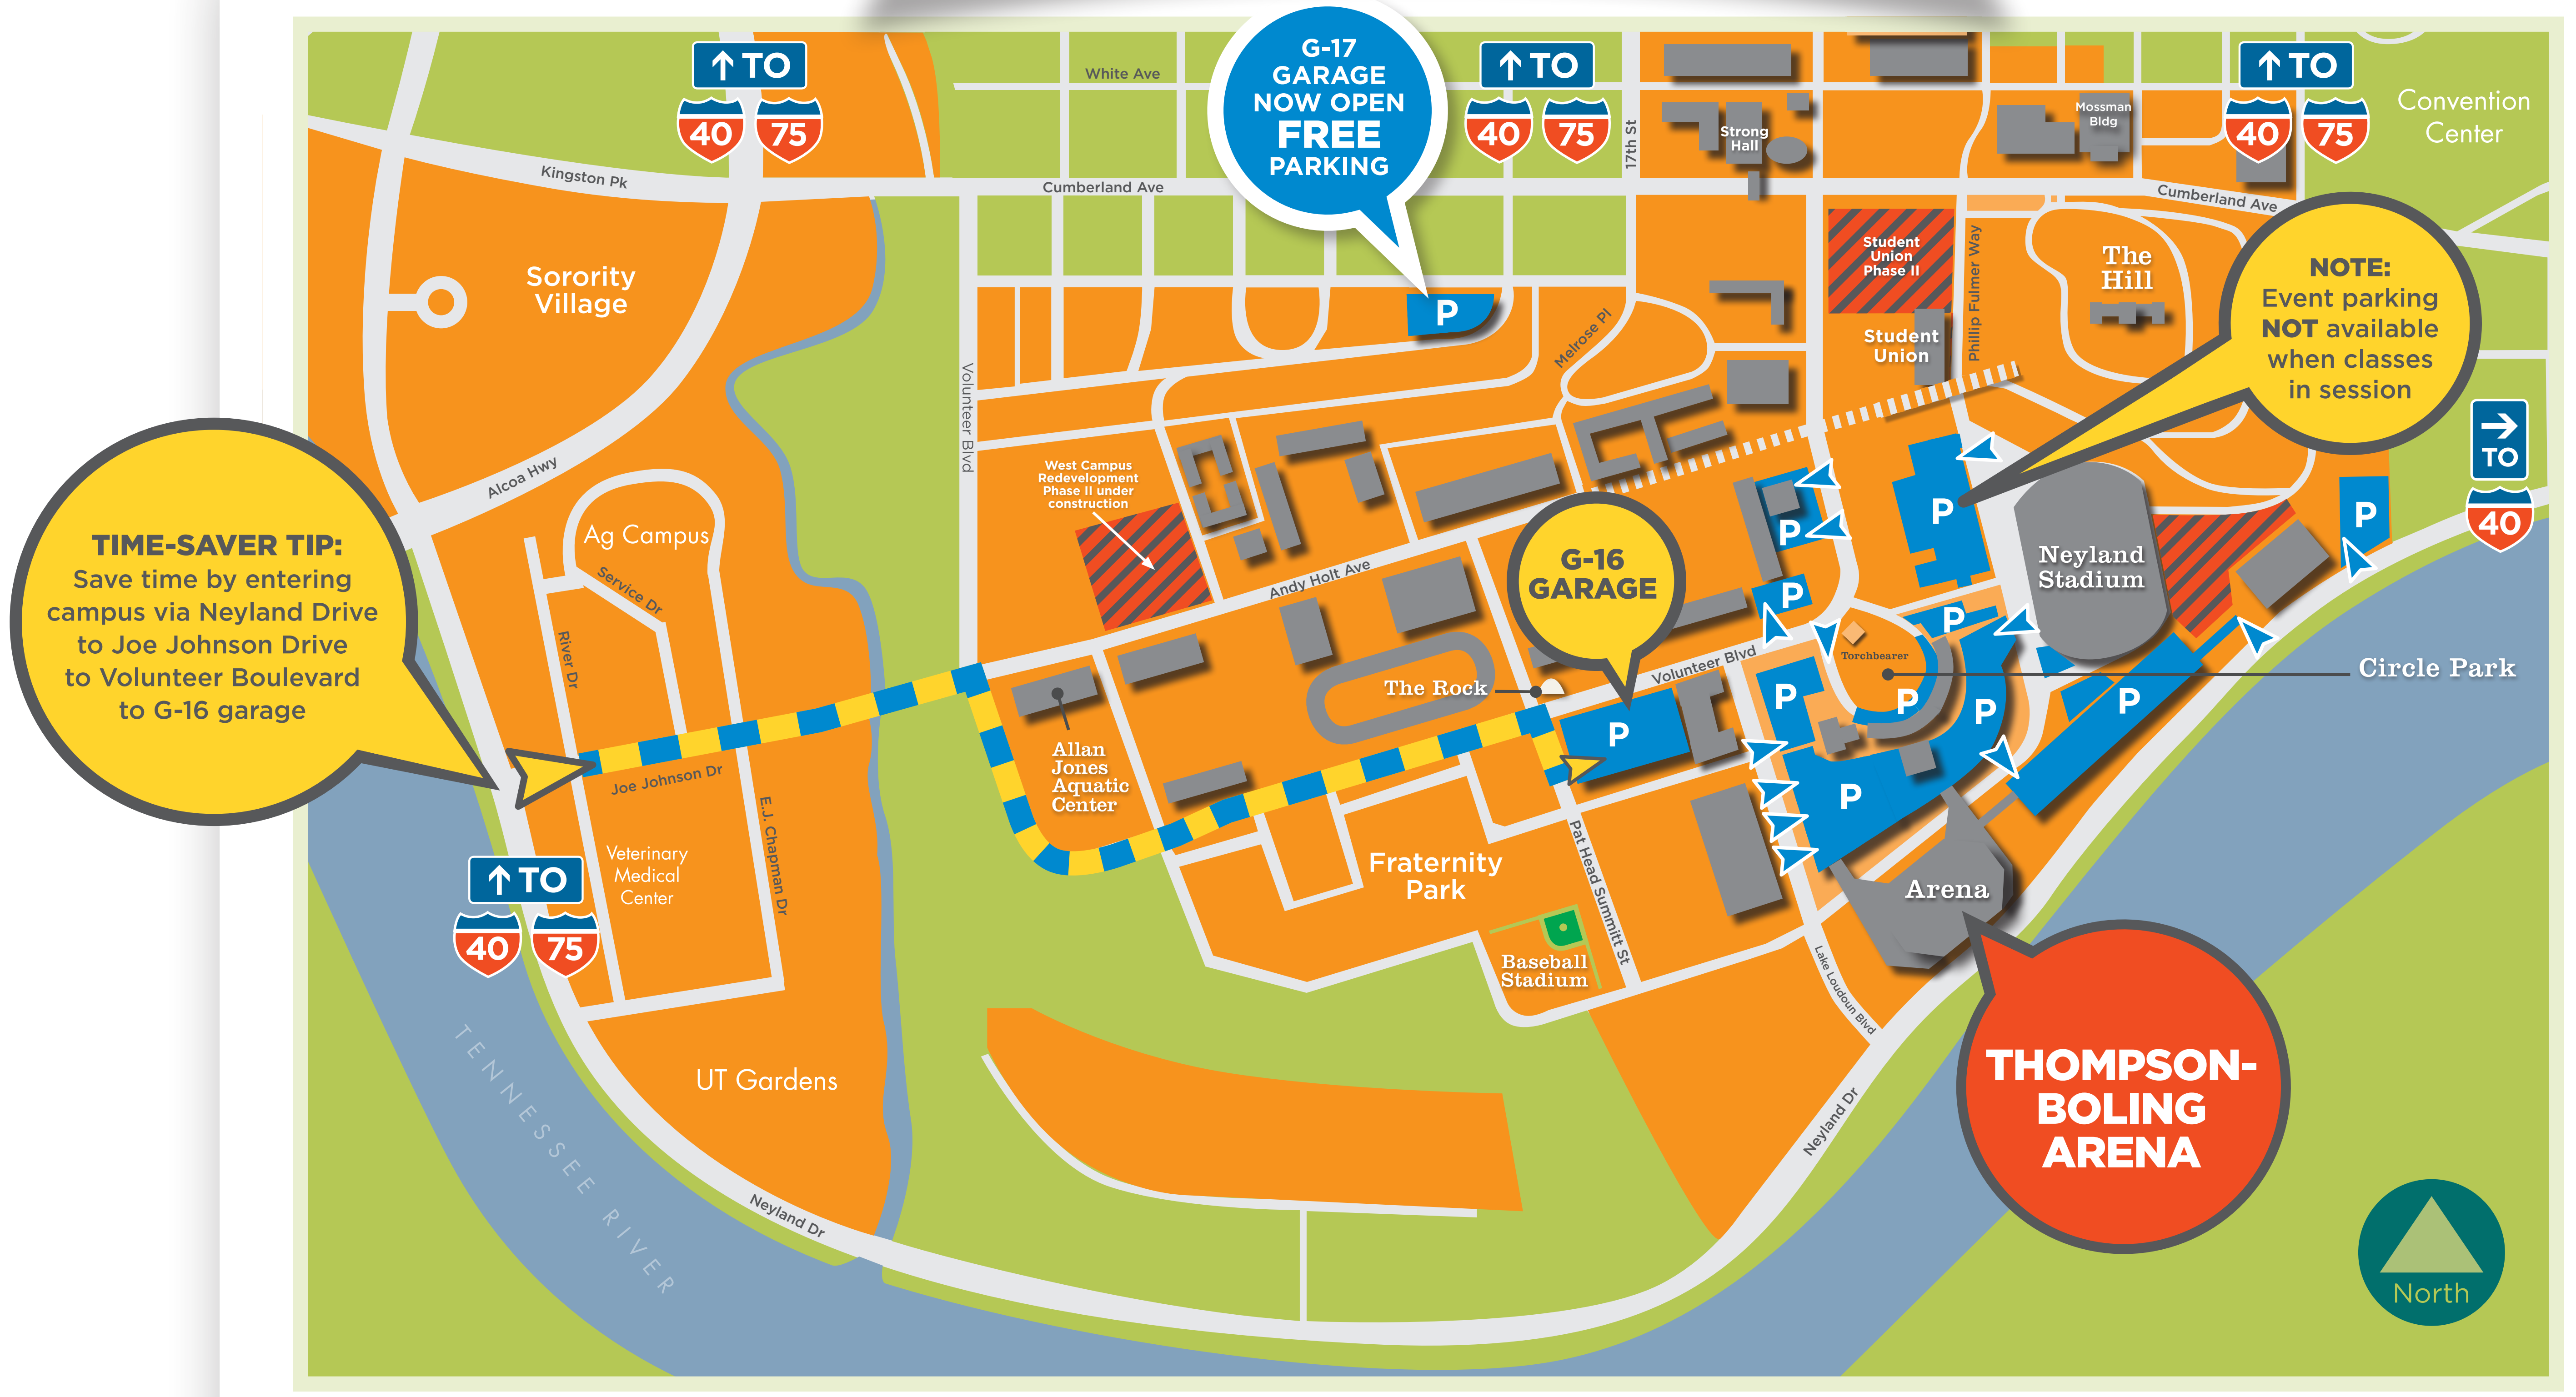 G-17
GARAGE
NOW OPEN
FREE
PARKING
↑ TO
40
75
↑ TO
40
75
↑ TO
40
75
White Ave
17th St
Strong
Hall
Mossman
Bldg
Convention
Center
Kingston Pk
Cumberland Ave
Cumberland Ave
Sorority
Village
P
Melrose Pl
Student
Union
Phase II
Student
Union
Phillip Fulmer Way
The
Hill
NOTE:
Event parking
NOT available
when classes
in session
→
TO
40
Volunteer Blvd
Alcoa Hwy
West Campus
Redevelopment
Phase II under
construction
TIME-SAVER TIP:
Save time by entering
campus via Neyland Drive
to Joe Johnson Drive
to Volunteer Boulevard
to G-16 garage
Ag Campus
Service Dr
River Dr
Andy Holt Ave
G-16
GARAGE
P
P
P
P
P
Neyland
Stadium
Torchbearer
Circle Park
Volunteer Blvd
The Rock
P
P
P
P
P
P
Allan
Jones
Aquatic
Center
Joe Johnson Dr
E.J. Chapman Dr
Veterinary
Medical
Center
↑ TO
40
75
Fraternity
Park
Pat Head Summitt St
Arena
Baseball
Stadium
Lake Loudoun Blvd
UT Gardens
THOMPSON-
BOLING
ARENA
TENNESSEE RIVER
Neyland Dr
Neyland Dr
North